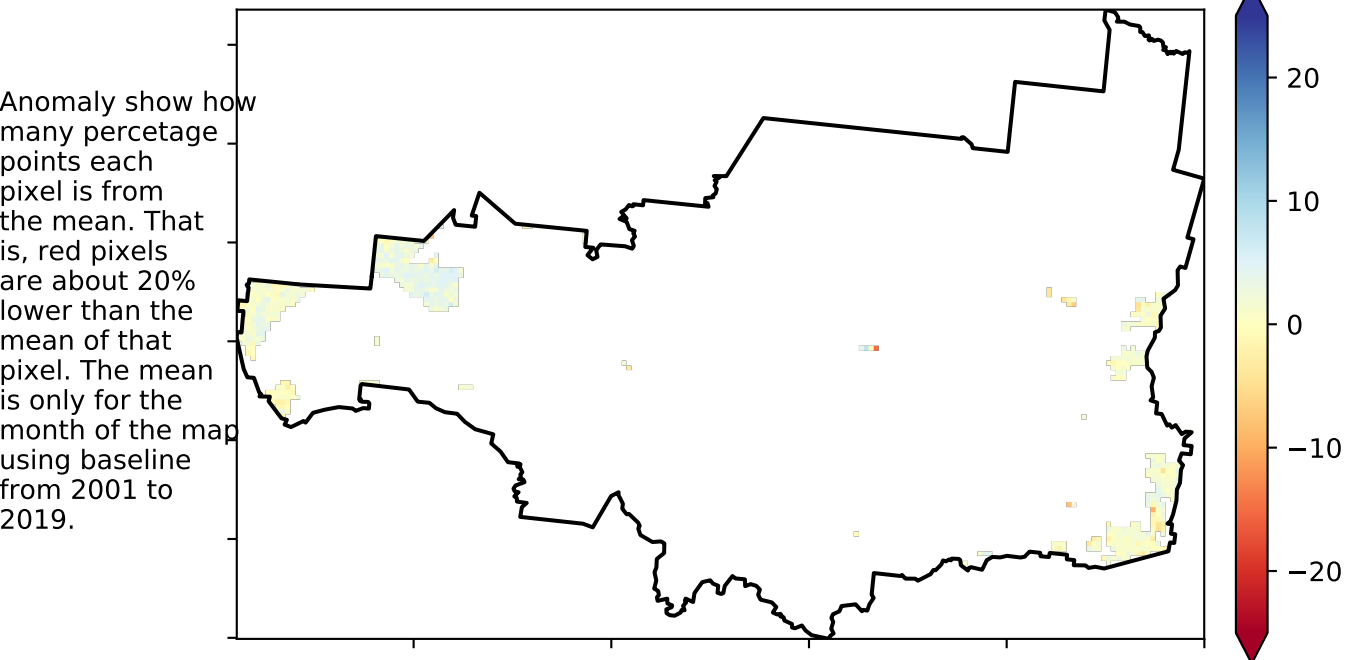 Anomaly show how
many percetage
points each
pixel is from
the mean. That
is, red pixels
are about 20%
lower than the
mean of that
pixel. The mean
is only for the
month of the map
using baseline
from 2001 to
2019.
20
10
0
−10
−20